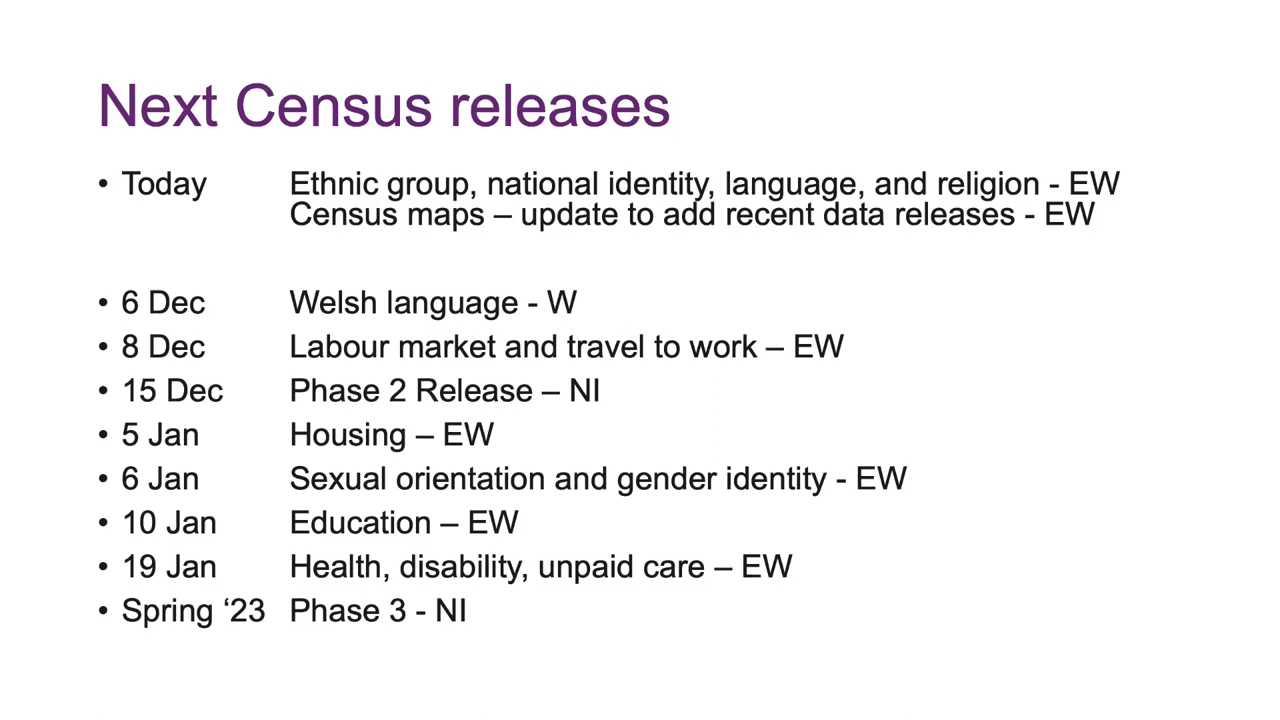 Next Census releases
• Today Ethnic group, national identity, language, and religion - EW
Census maps – update to add recent data releases - EW
• 6 Dec Welsh language - W
• 8 Dec Labour market and travel to work – EW
• 15 Dec Phase 2 Release – NI
• 5 Jan Housing – EW
• 6 Jan Sexual orientation and gender identity - EW
• 10 Jan Education – EW
• 19 Jan Health, disability, unpaid care – EW
• Spring ‘23 Phase 3 - NI